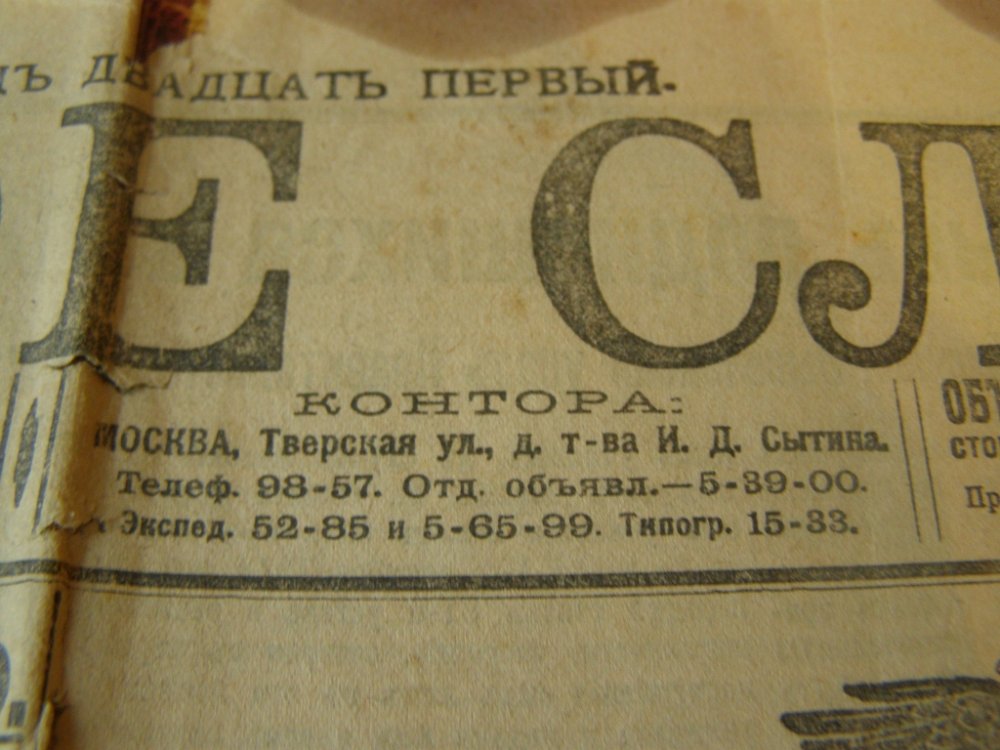 ДВАДЦАТЬ ПЕРВЫЙ.
Е СЛ
КОНТОРА:
МОСКВА, Тверская ул., д. т-ва И. Д. Сытина.
Телеф. 98-57. Отд. объявл.—5-39-00.
Экспед. 52-85 и 5-65-99. Типогр. 15-33.